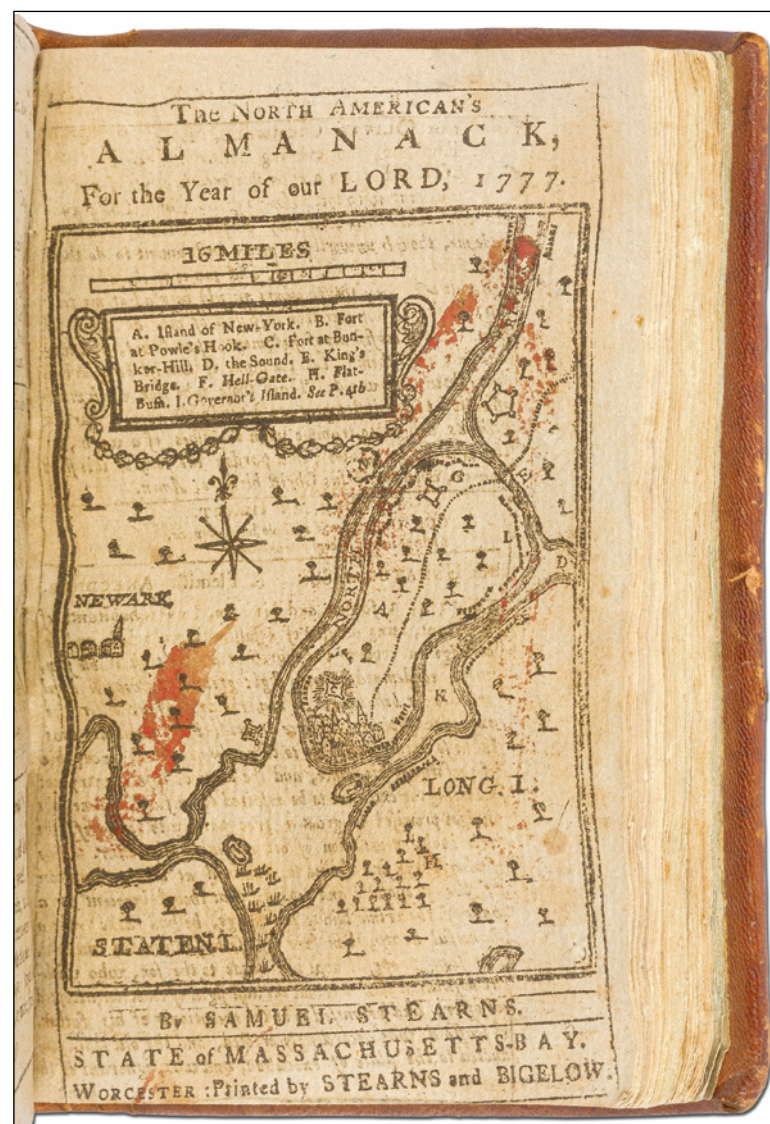 The NORTH AMERICAN's
ALMANACK,
For the Year of our LORD, 1777.
16 MILES
A. Iſland of New-York. B. Fort
at Powle's Hook. C. Fort at Bun-
ker-Hill, D. the Sound. E. King's
Bridge. F. Hell-Gate. H. Flat-
Buſh. I. Governor's Iſland. See P. 4th
N
G
E
L
D
NORTH
NEWARK
A
K
LONG. I.
H
STATEN I.
By SAMUEL STEARNS.
STATE of MASSACHUSETTS-BAY.
WORCESTER: Printed by STEARNS and BIGELOW.